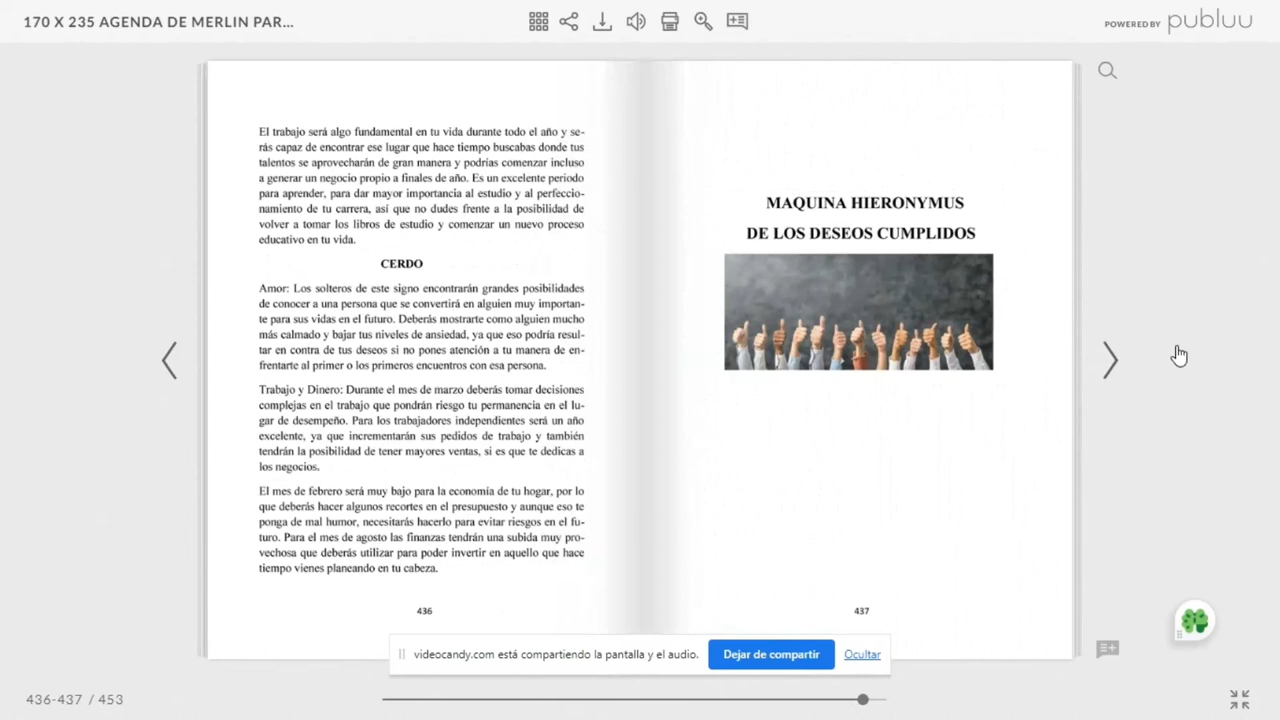 170 X 235 AGENDA DE MERLIN PAR...
POWERED BY publuu
El trabajo será algo fundamental en tu vida durante todo el año y se-
rás capaz de encontrar ese lugar que hace tiempo buscabas donde tus
talentos se aprovecharán de gran manera y podrías comenzar incluso
a generar un negocio propio a finales de año. Es un excelente periodo
para aprender, para dar mayor importancia al estudio y al perfeccio-
namiento de tu carrera, así que no dudes frente a la posibilidad de
volver a tomar los libros de estudio y comenzar un nuevo proceso
educativo en tu vida.
CERDO
Amor: Los solteros de este signo encontrarán grandes posibilidades
de conocer a una persona que se convertirá en alguien muy importan-
te para sus vidas en el futuro. Deberás mostrarte como alguien mucho
más calmado y bajar tus niveles de ansiedad, ya que eso podría resul-
tar en contra de tus deseos si no pones atención a tu manera de en-
frentarte al primer o los primeros encuentros con esa persona.
Trabajo y Dinero: Durante el mes de marzo deberás tomar decisiones
complejas en el trabajo que pondrán riesgo tu permanencia en el lu-
gar de desempeño. Para los trabajadores independientes será un año
excelente, ya que incrementarán sus pedidos de trabajo y también
tendrán la posibilidad de tener mayores ventas, si es que te dedicas a
los negocios.
El mes de febrero será muy bajo para la economía de tu hogar, por lo
que deberás hacer algunos recortes en el presupuesto y aunque eso te
ponga de mal humor, necesitarás hacerlo para evitar riesgos en el fu-
turo. Para el mes de agosto las finanzas tendrán una subida muy pro-
vechosa que deberás utilizar para poder invertir en aquello que hace
tiempo vienes planeando en tu cabeza.
436
MAQUINA HIERONYMUS
DE LOS DESEOS CUMPLIDOS
437
videocandy.com está compartiendo la pantalla y el audio. Dejar de compartir Ocultar
436-437 / 453